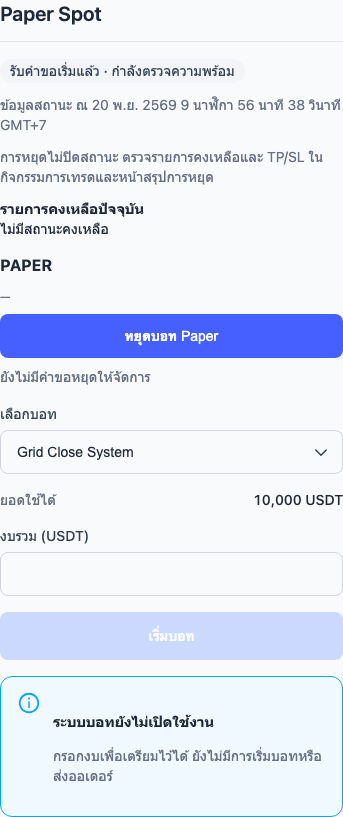 Paper Spot
รับคำขอเริ่มแล้ว · กำลังตรวจความพร้อม
ข้อมูลสถานะ ณ 20 พ.ย. 2569 9 นาฬิกา 56 นาที 38 วินาที
GMT+7
การหยุดไม่ปิดสถานะ ตรวจรายการคงเหลือและ TP/SL ใน
กิจกรรมการเทรดและหน้าสรุปการหยุด
รายการคงเหลือปัจจุบัน
ไม่มีสถานะคงเหลือ
PAPER
—
หยุดบอท Paper
ยังไม่มีคำขอหยุดให้จัดการ
เลือกบอท
Grid Close System
ยอดใช้ได้ 10,000 USDT
งบรวม (USDT)
เริ่มบอท
ระบบบอทยังไม่เปิดใช้งาน
กรอกงบเพื่อเตรียมไว้ได้ ยังไม่มีการเริ่มบอทหรือ
ส่งออเดอร์